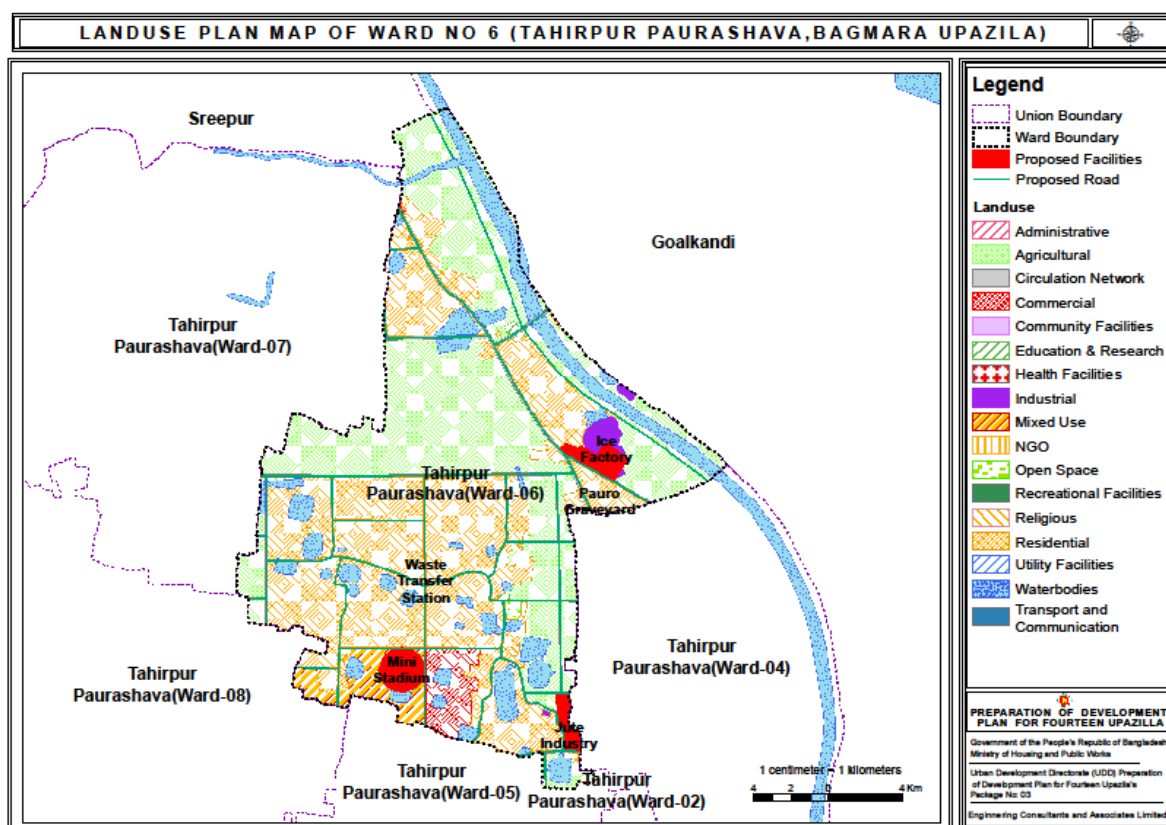 LANDUSE PLAN MAP OF WARD NO 6 (TAHIRPUR PAURASHAVA,BAGMARA UPAZILA)
Sreepur
Goalkandi
Tahirpur
Paurashava(Ward-07)
Ice
Factory
Tahirpur
Paurashava(Ward-06)
Pauro
Graveyard
Waste
Transfer
Station
Tahirpur
Paurashava(Ward-04)
Tahirpur
Paurashava(Ward-08)
Mini
Stadium
Jute
Industry
Tahirpur
Paurashava(Ward-05)
Tahirpur
Paurashava(Ward-02)
1 centimeter = 1 kilometers
4 2 0 4 Km
Legend
Union Boundary
Ward Boundary
Proposed Facilities
Proposed Road
Landuse
Administrative
Agricultural
Circulation Network
Commercial
Community Facilities
Education & Research
Health Facilities
Industrial
Mixed Use
NGO
Open Space
Recreational Facilities
Religious
Residential
Utility Facilities
Waterbodies
Transport and
Communication
PREPARATION OF DEVELOPMENT
PLAN FOR FOURTEEN UPAZILLA
Government of the People's Republic of Bangladesh
Ministry of Housing and Public Works
Urban Development Directorate (UDD) Preparation
of Development Plan for Fourteen Upazila's
Package No: 03
Enginnering Consultants and Associates Limited